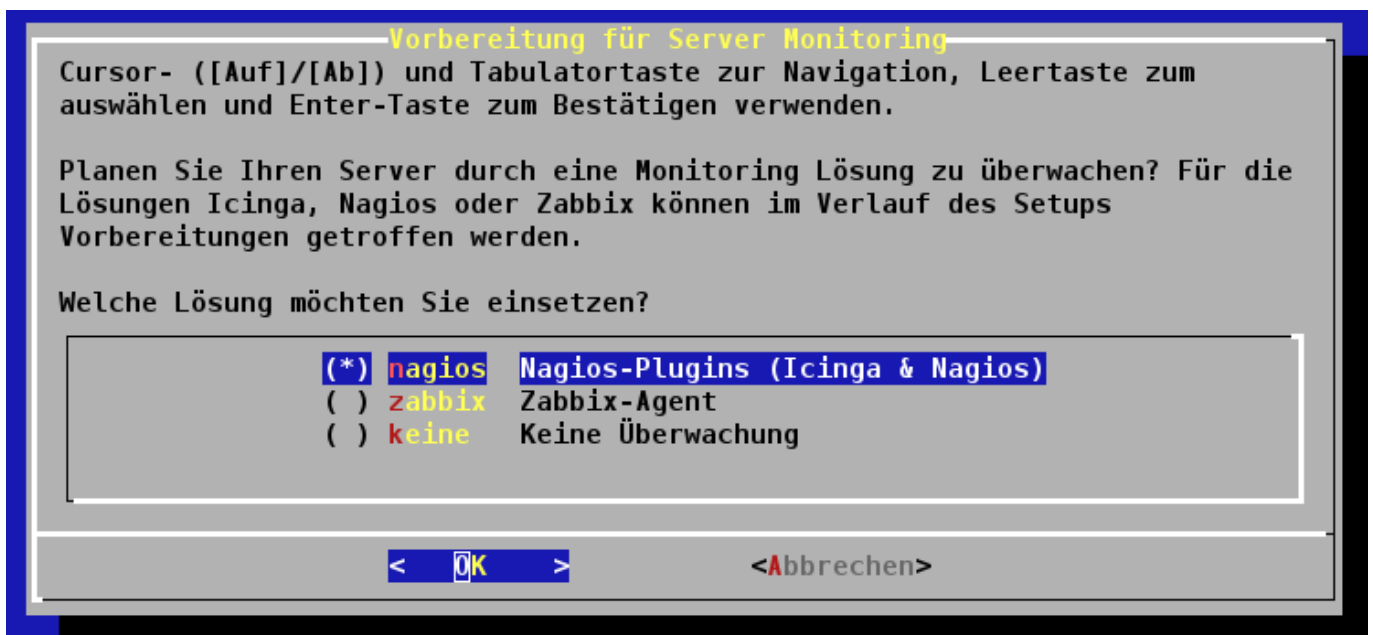 Vorbereitung für Server Monitoring
Cursor- ([Auf]/[Ab]) und Tabulatortaste zur Navigation, Leertaste zum
auswählen und Enter-Taste zum Bestätigen verwenden.
Planen Sie Ihren Server durch eine Monitoring Lösung zu überwachen? Für die
Lösungen Icinga, Nagios oder Zabbix können im Verlauf des Setups
Vorbereitungen getroffen werden.
Welche Lösung möchten Sie einsetzen?
(*) nagios Nagios-Plugins (Icinga & Nagios)
( ) zabbix Zabbix-Agent
( ) keine Keine Überwachung
< OK > <Abbrechen>